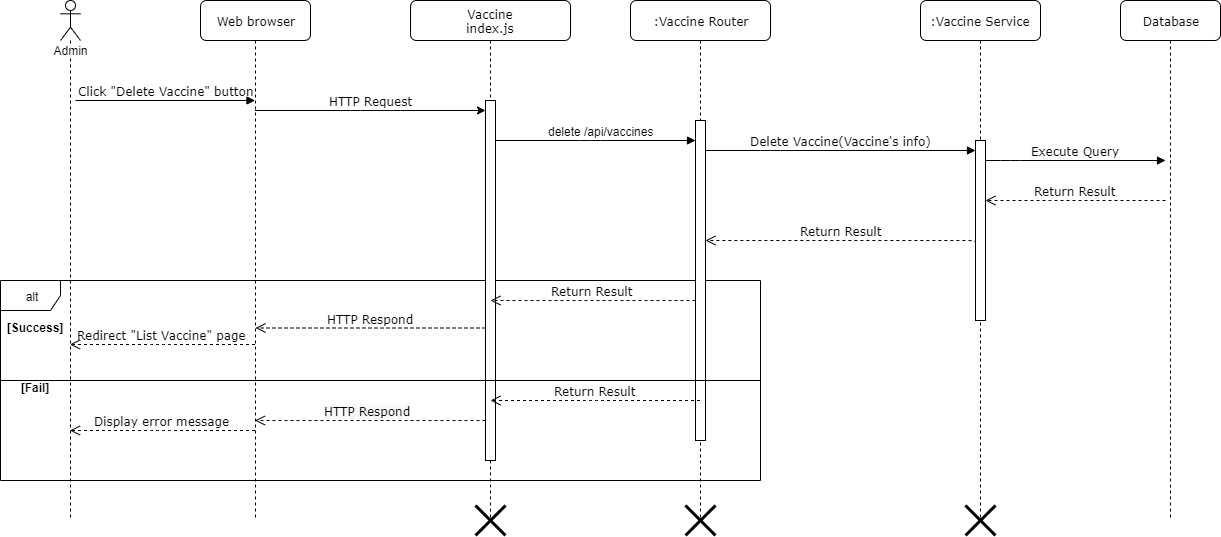 Admin
Web browser
Vaccine
index.js
:Vaccine Router
:Vaccine Service
Database
Click "Delete Vaccine" button
HTTP Request
delete /api/vaccines
Delete Vaccine(Vaccine's info)
Execute Query
Return Result
Return Result
alt
Return Result
[Success]
HTTP Respond
Redirect "List Vaccine" page
[Fail]
Return Result
HTTP Respond
Display error message